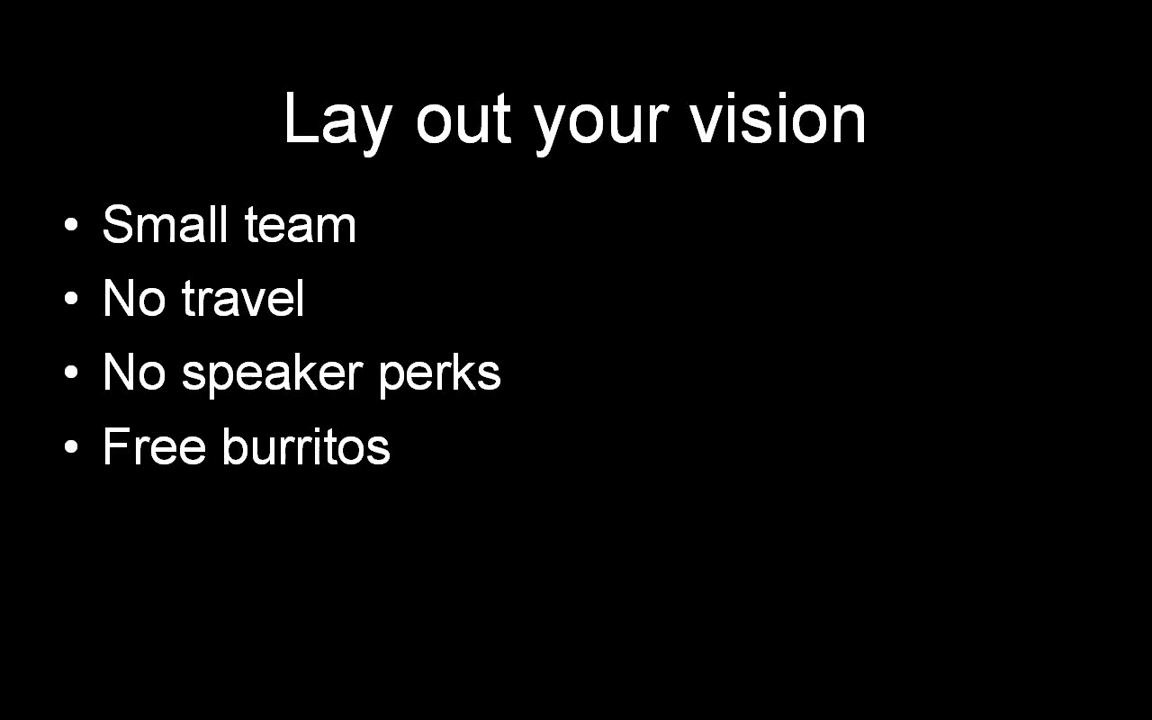 Lay out your vision
• Small team
• No travel
• No speaker perks
• Free burritos